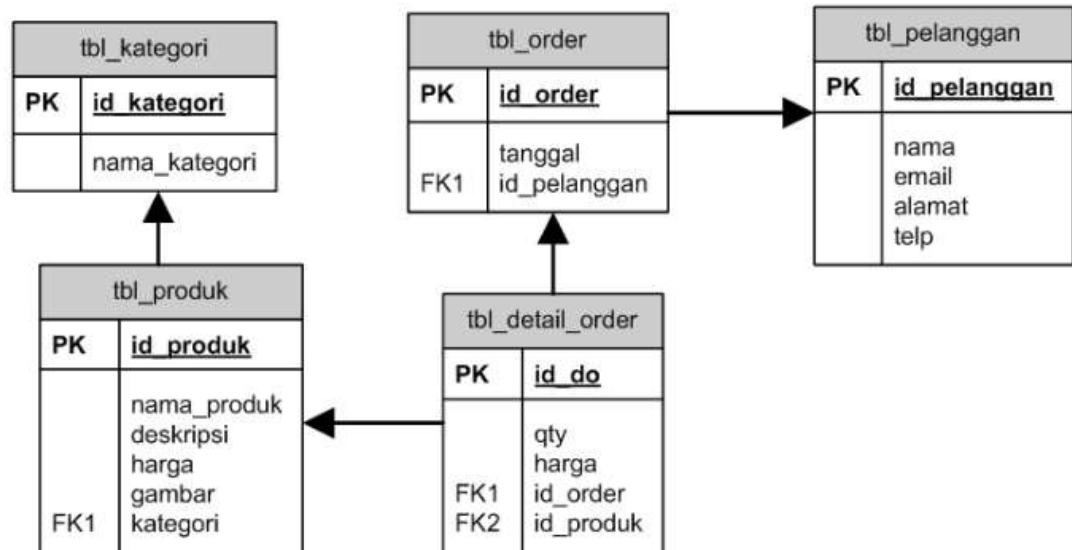 tbl_kategori
PK id_kategori
nama_kategori
tbl_order
PK id_order
tanggal
FK1 id_pelanggan
tbl_pelanggan
PK id_pelanggan
nama
email
alamat
telp
tbl_produk
PK id_produk
nama_produk
deskripsi
harga
gambar
FK1 kategori
tbl_detail_order
PK id_do
qty
harga
FK1 id_order
FK2 id_produk